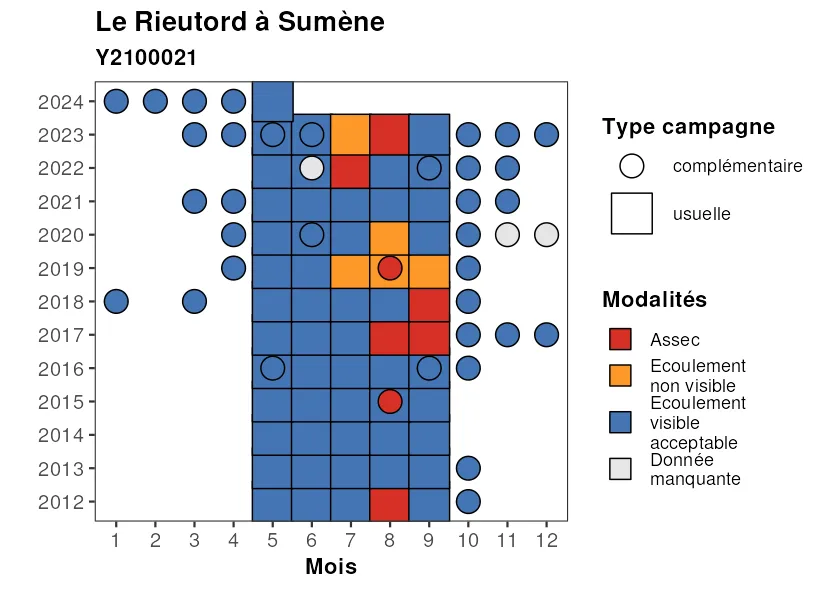 Le Rieutord à Sumène
Y2100021
2024
2023
2022
2021
2020
2019
2018
2017
2016
2015
2014
2013
2012
1 2 3 4 5 6 7 8 9 10 11 12
Mois
Type campagne
complémentaire
usuelle
Modalités
Assec
Ecoulement
non visible
Ecoulement
visible
acceptable
Donnée
manquante